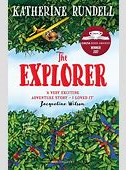 KATHERINE RUNDELL
The
EXPLORER
A VERY EXCITING
ADVENTURE STORY – I LOVED IT
Jacqueline Wilson